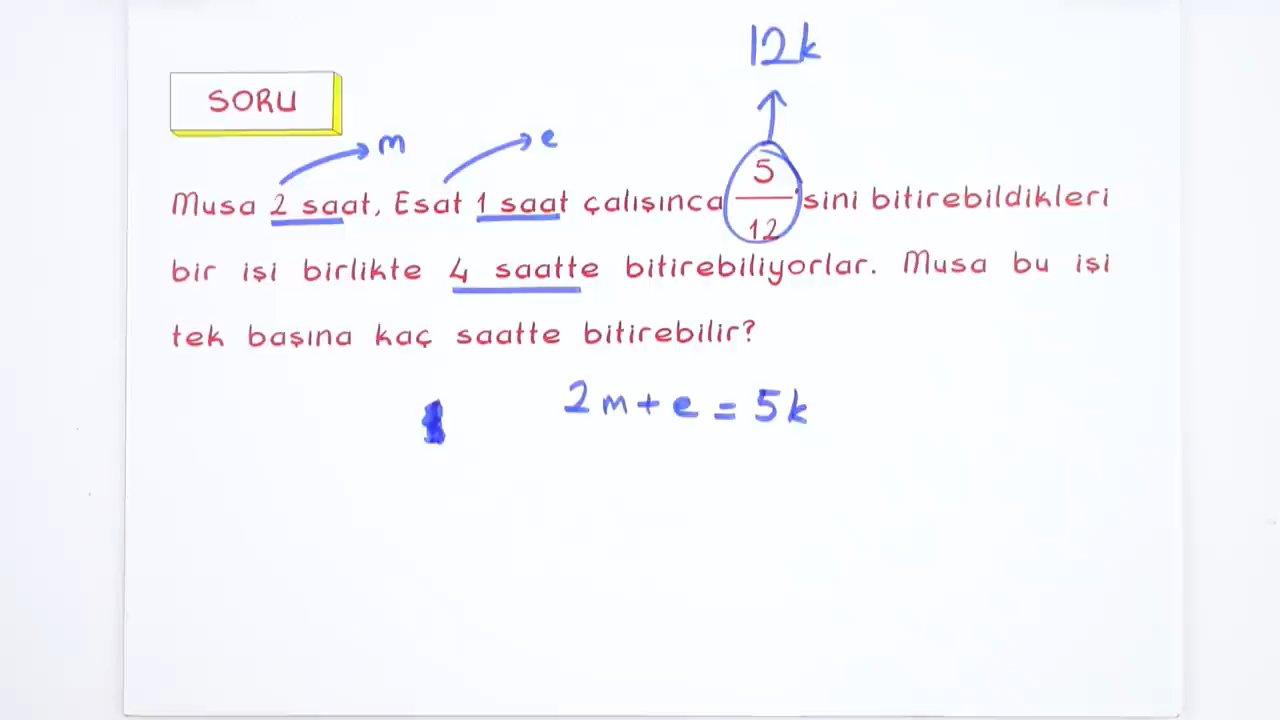 12k
SORU
m
e
Musa 2 saat, Esat 1 saat çalışınca 5/12 'sini bitirebildikleri
bir işi birlikte 4 saatte bitirebiliyorlar. Musa bu işi
tek başına kaç saatte bitirebilir?
2m+e=5k